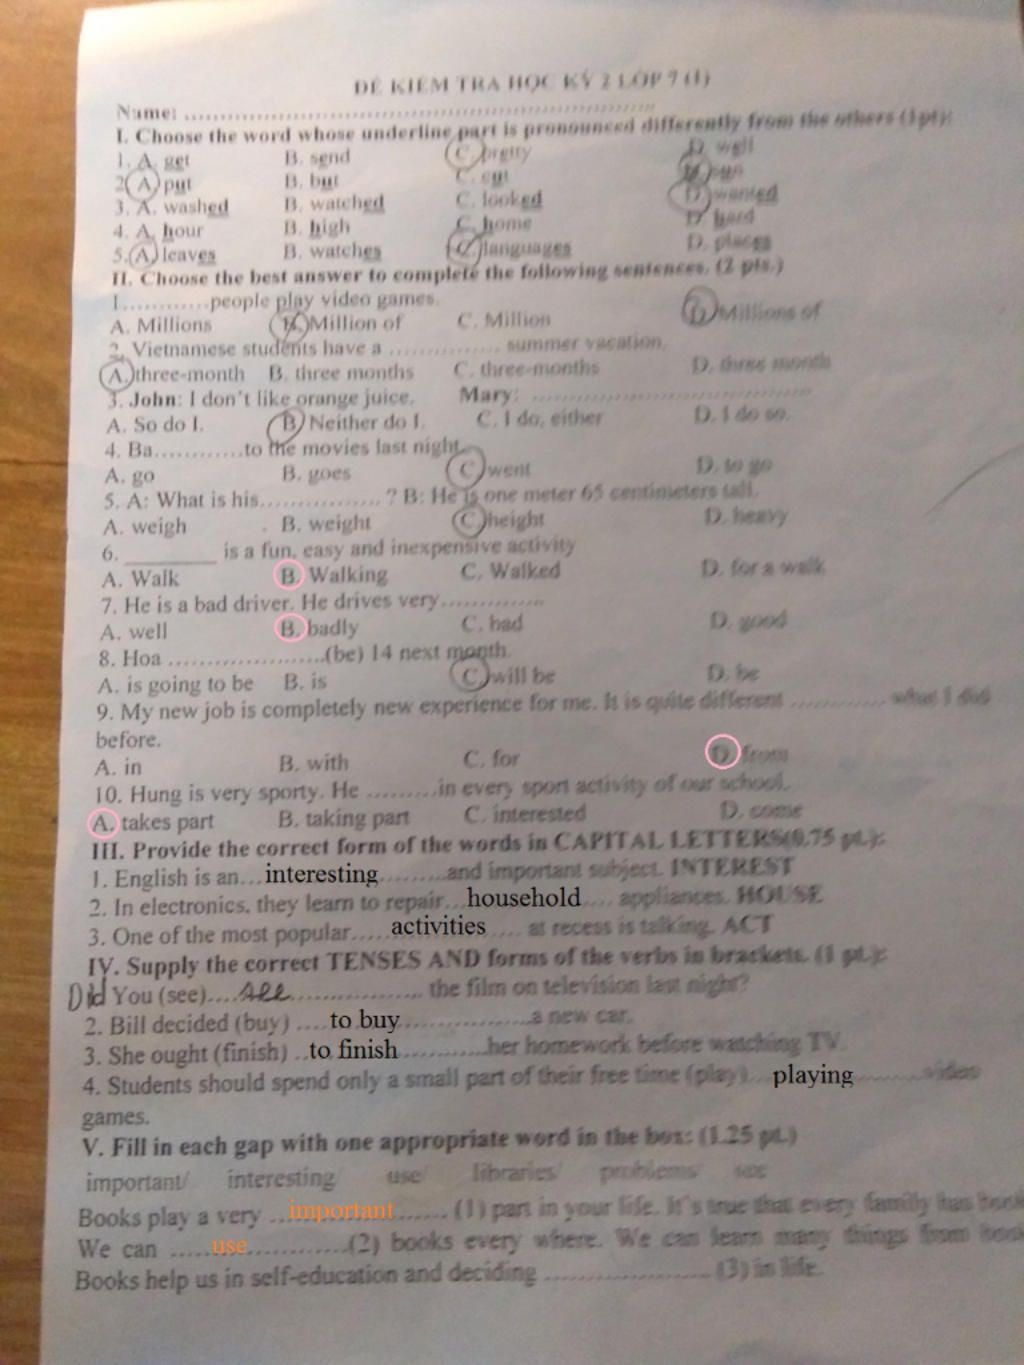 ĐỀ KIỂM TRA HỌC KỲ 2 LỚP 7 (1)
Name: ..........................................................
I. Choose the word whose underline part is pronounced differently from the others (1pt):
1. A. get B. send C. pretty D. well
2. A. put B. but C. cut D. sun
3. A. washed B. watched C. looked D. wanted
4. A. hour B. high C. home D. hard
5. A. leaves B. watches C. languages D. places
II. Choose the best answer to complete the following sentences. (2 pts.)
1............people play video games.
A. Millions B. Million of C. Million D. Millions of
2. Vietnamese students have a ............... summer vacation.
A. three-month B. three months C. three-months D. three month
3. John: I don't like orange juice. Mary: .....................................
A. So do I. B. Neither do I. C. I do, either D. I do so.
4. Ba............to the movies last night.
A. go B. goes C. went D. to go
5. A: What is his................ ? B: He is one meter 65 centimeters tall.
A. weigh B. weight C. height D. heavy
6. _________ is a fun, easy and inexpensive activity
A. Walk B. Walking C. Walked D. for a walk
7. He is a bad driver. He drives very..............
A. well B. badly C. bad D. good
8. Hoa .....................(be) 14 next month.
A. is going to be B. is C. will be D. be
9. My new job is completely new experience for me. It is quite different ............ what I did
before.
A. in B. with C. for D. from
10. Hung is very sporty. He .........in every sport activity of our school.
A. takes part B. taking part C. interested D. come
III. Provide the correct form of the words in CAPITAL LETTERS(0.75 pt.):
1. English is an...interesting.........and important subject. INTEREST
2. In electronics, they learn to repair...household.... appliances. HOUSE
3. One of the most popular.....activities.... at recess is talking. ACT
IV. Supply the correct TENSES AND forms of the verbs in brackets. (1 pt.):
Did You (see)....see................ the film on television last night?
2. Bill decided (buy) ....to buy................a new car.
3. She ought (finish) ..to finish...........her homework before watching TV.
4. Students should spend only a small part of their free time (play)...playing.........video
games.
V. Fill in each gap with one appropriate word in the box: (1.25 pt.)
important/ interesting/ use/ libraries/ problems/ see
Books play a very ...important....... (1) part in your life. It's true that every family has
We can .....use............(2) books every where. We can learn many things from
Books help us in self-education and deciding ..................... (3) in life.